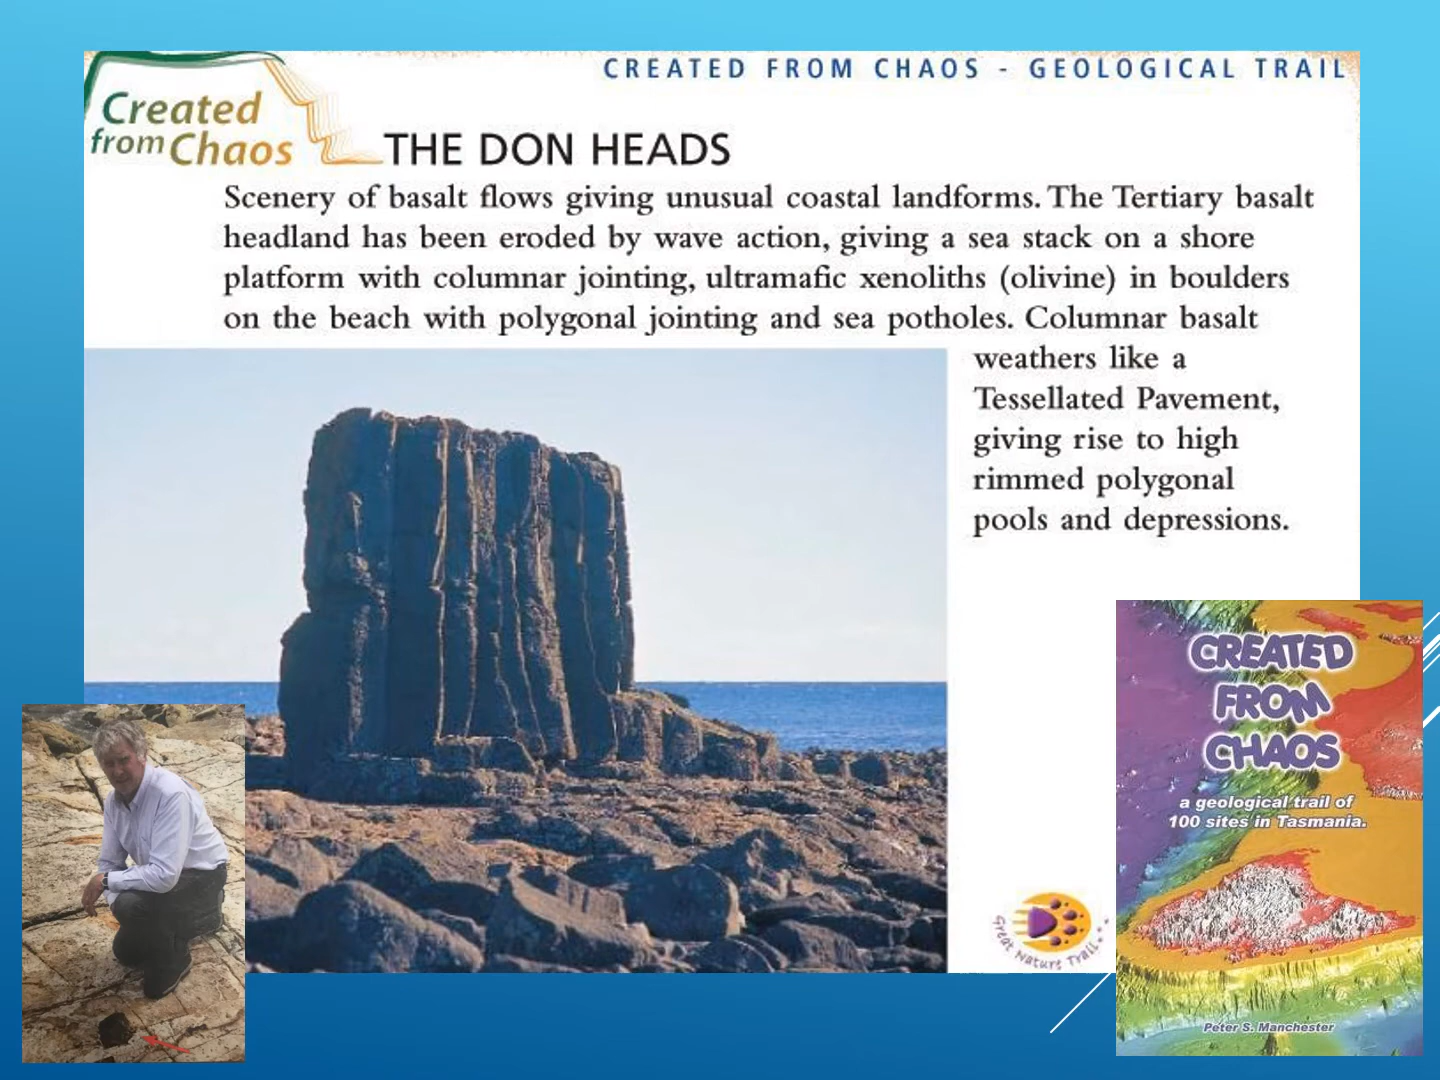 CREATED FROM CHAOS - GEOLOGICAL TRAIL
Created
from Chaos
THE DON HEADS
Scenery of basalt flows giving unusual coastal landforms. The Tertiary basalt
headland has been eroded by wave action, giving a sea stack on a shore
platform with columnar jointing, ultramafic xenoliths (olivine) in boulders
on the beach with polygonal jointing and sea potholes. Columnar basalt
weathers like a
Tessellated Pavement,
giving rise to high
rimmed polygonal
pools and depressions.
Great Nature Trail...
CREATED
FROM
CHAOS
a geological trail of
100 sites in Tasmania.
Peter S. Manchester